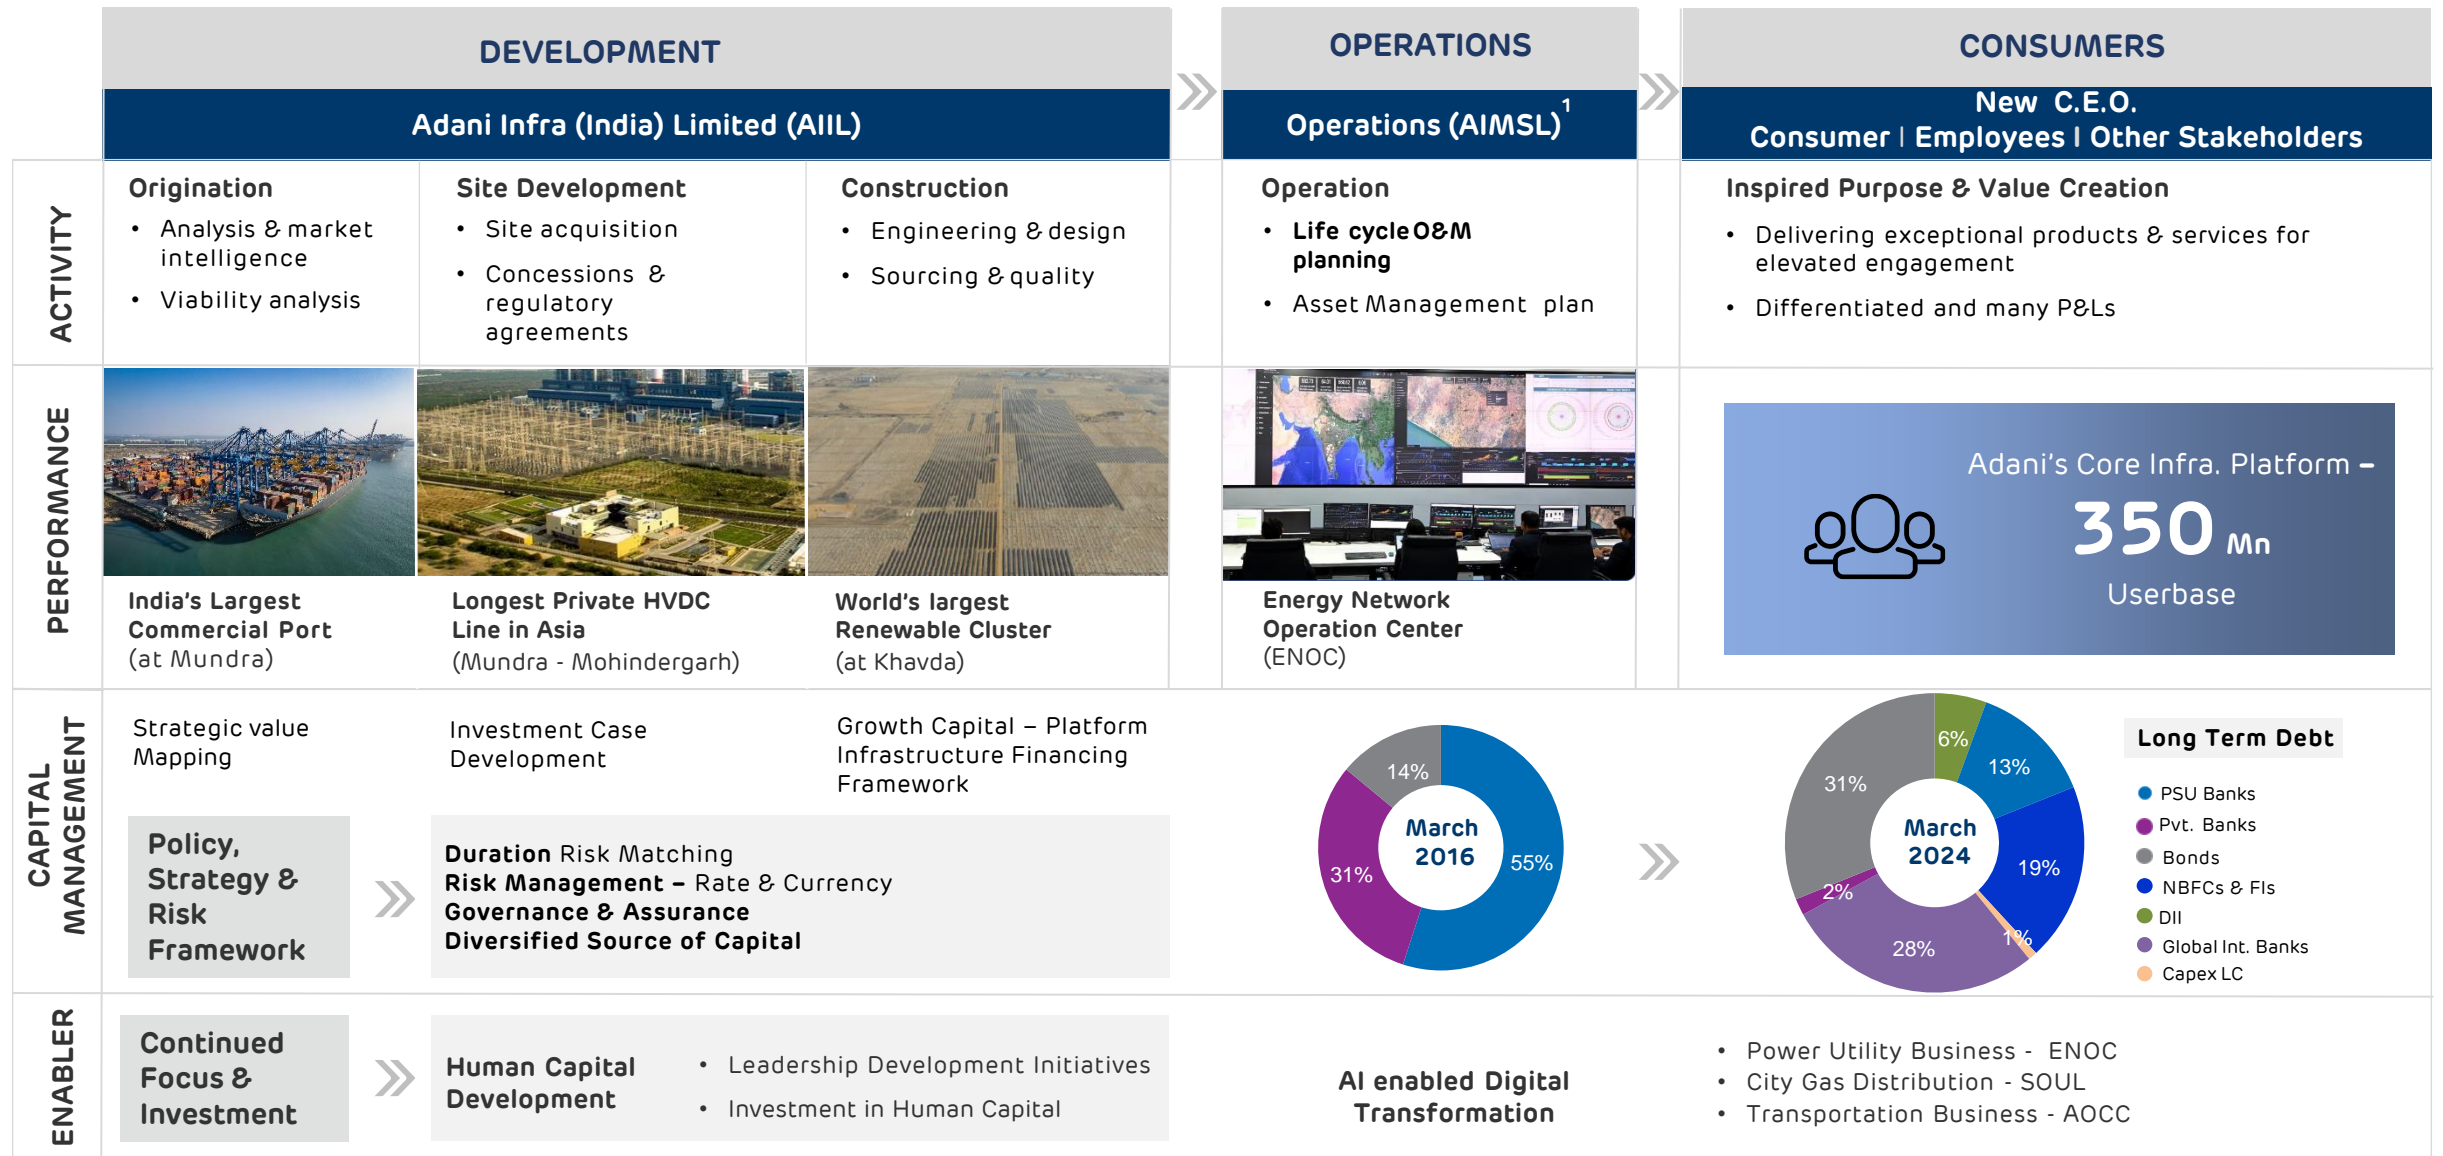 DEVELOPMENT
OPERATIONS
CONSUMERS
Adani Infra (India) Limited (AIIL)
Operations (AIMSL)1
New C.E.O.
Consumer | Employees | Other Stakeholders
ACTIVITY
Origination
• Analysis & market
intelligence
• Viability analysis
Site Development
• Site acquisition
• Concessions &
regulatory
agreements
Construction
• Engineering & design
• Sourcing & quality
Operation
• Life cycle O&M
planning
• Asset Management plan
Inspired Purpose & Value Creation
• Delivering exceptional products & services for
elevated engagement
• Differentiated and many P&Ls
PERFORMANCE
India's Largest
Commercial Port
(at Mundra)
Longest Private HVDC
Line in Asia
(Mundra - Mohindergarh)
World's largest
Renewable Cluster
(at Khavda)
Energy Network
Operation Center
(ENOC)
Adani's Core Infra. Platform –
350 Mn
Userbase
CAPITAL
MANAGEMENT
Strategic value
Mapping
Investment Case
Development
Growth Capital – Platform
Infrastructure Financing
Framework
Policy,
Strategy &
Risk
Framework
Duration Risk Matching
Risk Management – Rate & Currency
Governance & Assurance
Diversified Source of Capital
14%
31%
55%
March
2016
6%
13%
19%
1%
28%
2%
31%
March
2024
Long Term Debt
PSU Banks
Pvt. Banks
Bonds
NBFCs & FIs
DII
Global Int. Banks
Capex LC
ENABLER
Continued
Focus &
Investment
Human Capital
Development
• Leadership Development Initiatives
• Investment in Human Capital
AI enabled Digital
Transformation
• Power Utility Business - ENOC
• City Gas Distribution - SOUL
• Transportation Business - AOCC